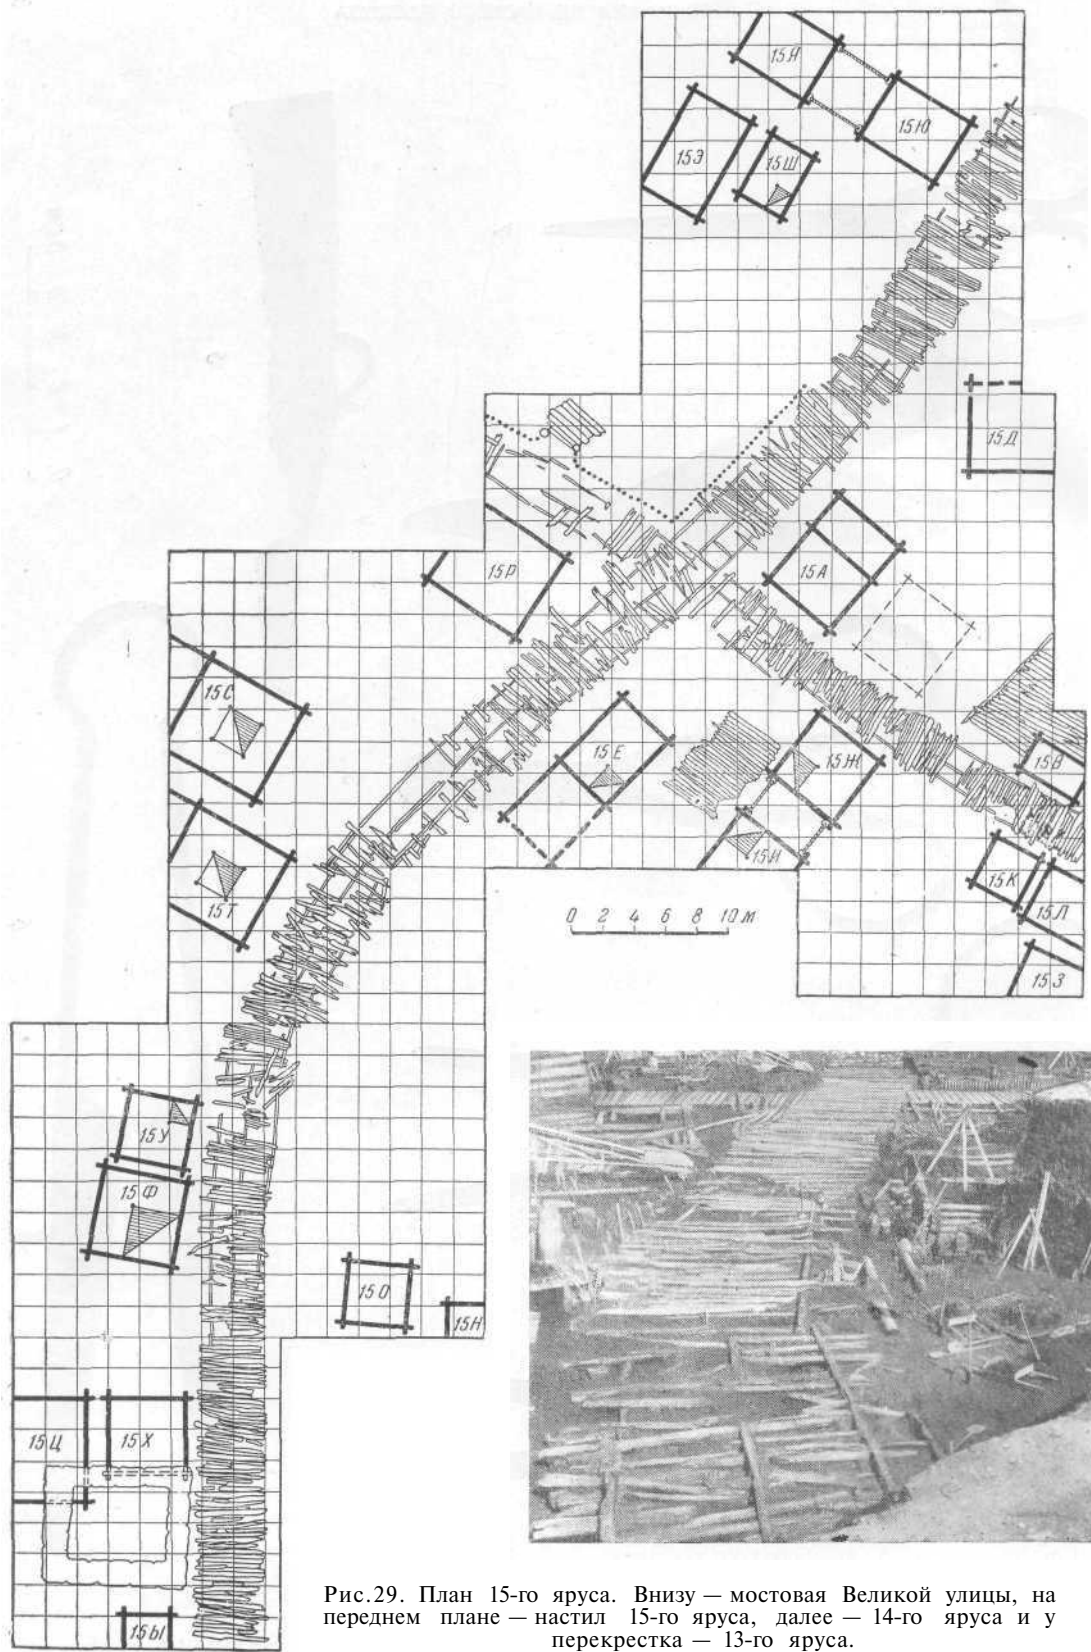 15Я
15Ю
15Э
15Ш
15Д
15Р
15А
15С
15Е
15Ж
15В
15И
15Т
15К
15Л
0 2 4 6 8 10 м
15З
15У
15Ф
15О
15Н
15Ц
15Х
15Ы
Рис.29. План 15-го яруса. Внизу — мостовая Великой улицы, на
переднем плане — настил 15-го яруса, далее — 14-го яруса и у
перекрестка — 13-го яруса.